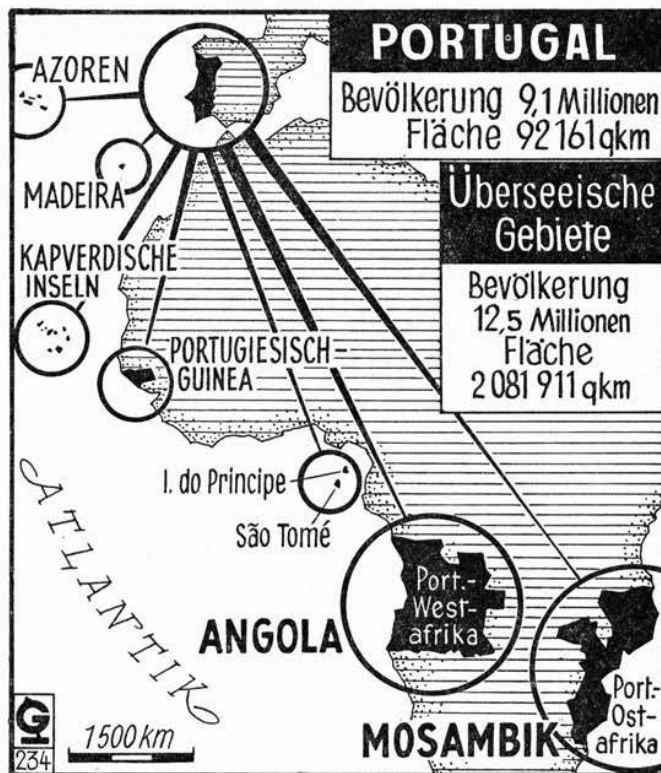 PORTUGAL
Bevölkerung 9,1 Millionen
Fläche 92161 qkm
Überseeische
Gebiete
Bevölkerung
12,5 Millionen
Fläche
2 081 911 qkm
AZOREN
MADEIRA
KAPVERDISCHE
INSELN
PORTUGIESISCH-
GUINEA
I. do Principe
São Tomé
ATLANTIK
ANGOLA
Port.-
West-
afrika
MOSAMBIK
Port.-
Ost-
afrika
G
234
1500 km